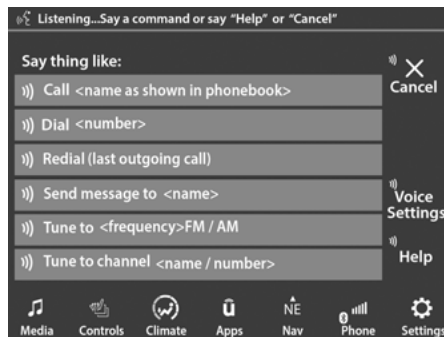 Listening...Say a command or say "Help" or "Cancel"
Say thing like:
Call <name as shown in phonebook>
Dial <number>
Redial (last outgoing call)
Send message to <name>
Tune to <frequency>FM / AM
Tune to channel <name / number>
Cancel
Voice
Settings
Help
Media
Controls
Climate
û
Apps
NE
Nav
Phone
Settings